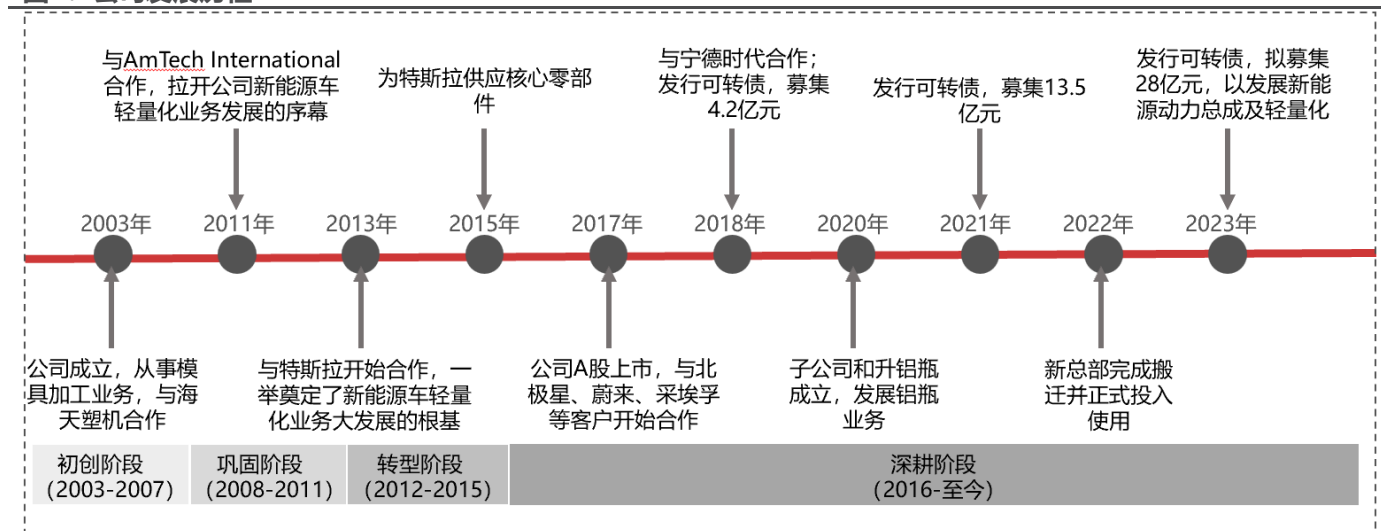 与AmTech International
合作，拉开公司新能源车
轻量化业务发展的序幕
为特斯拉供应核心零部
件
与宁德时代合作；
发行可转债，募集
4.2亿元
发行可转债，募集13.5
亿元
发行可转债，拟募集
28亿元，以发展新能
源动力总成及轻量化
2003年
2011年
2013年
2015年
2017年
2018年
2020年
2021年
2022年
2023年
公司成立，从事模
具加工业务，与海
天塑机合作
与特斯拉开始合作，一
举奠定了新能源车轻量
化业务大发展的根基
公司A股上市，与北
极星、蔚来、采埃孚
等客户开始合作
子公司和升铝瓶
成立，发展铝瓶
业务
新总部完成搬
迁并正式投入
使用
初创阶段
(2003-2007)
巩固阶段
(2008-2011)
转型阶段
(2012-2015)
深耕阶段
(2016-至今)